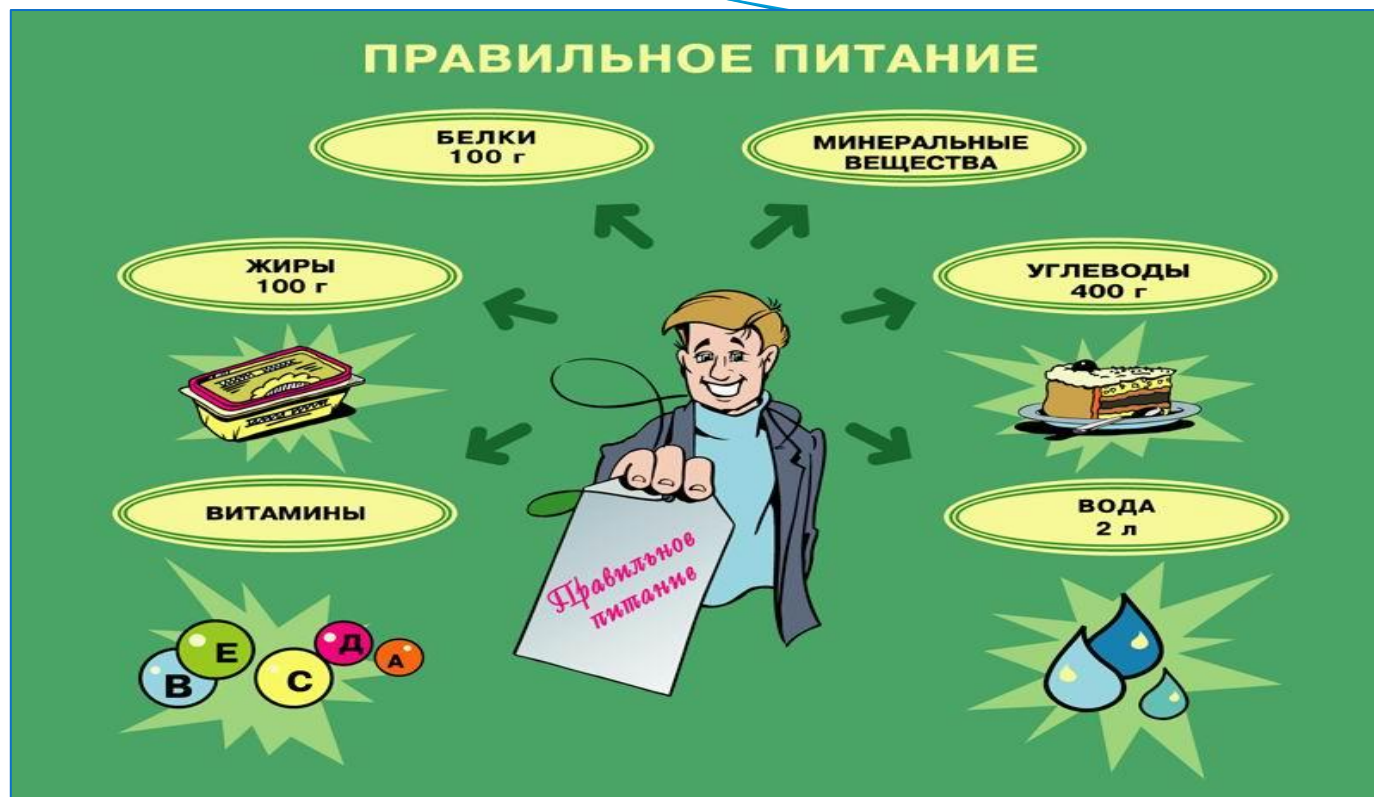 ПРАВИЛЬНОЕ ПИТАНИЕ
БЕЛКИ
100 г
МИНЕРАЛЬНЫЕ
ВЕЩЕСТВА
ЖИРЫ
100 г
УГЛЕВОДЫ
400 г
ВИТАМИНЫ
ВОДА
2 л
Правильное
питание
В Е С Д А